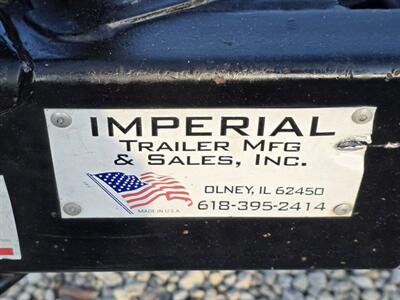 IMPERIAL
TRAILER MFG
& SALES, INC.
OLNEY, IL 62450
MADE IN U.S.A.
618-395-2414